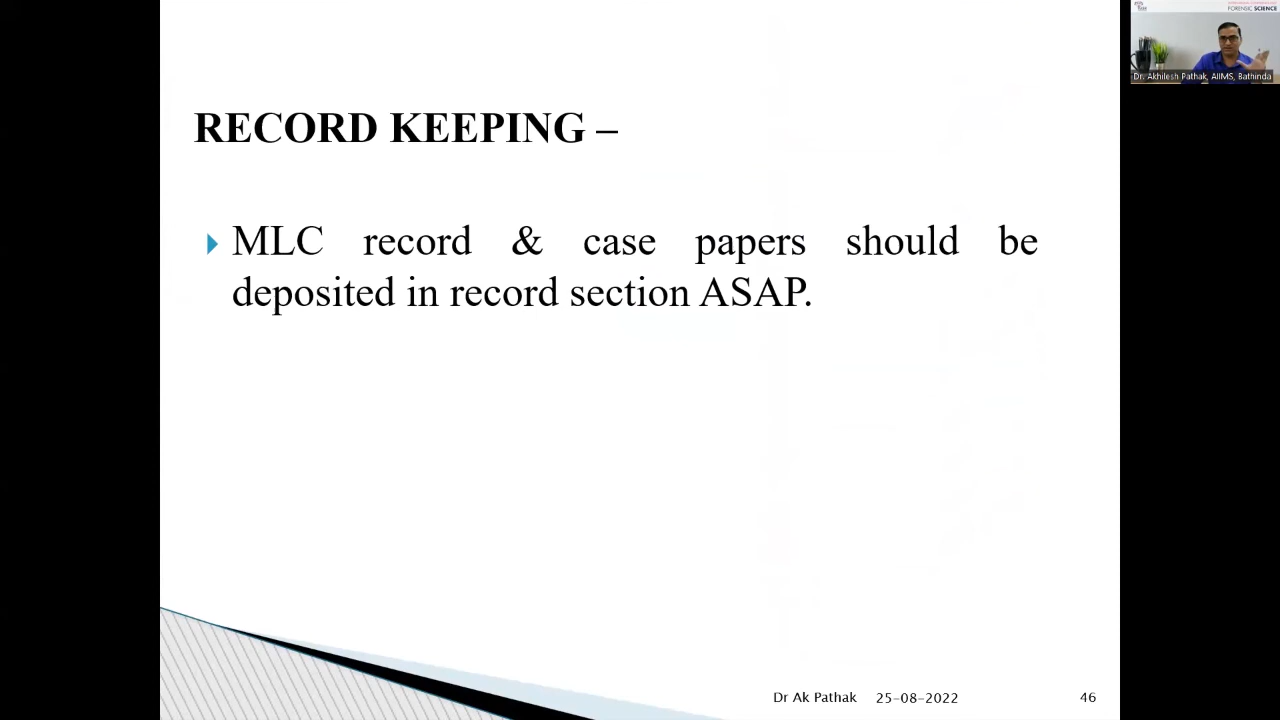 FORENSIC SCIENCE
Dr. Akhilesh Pathak, AIIMS, Bathinda
RECORD KEEPING –
MLC record & case papers should be
deposited in record section ASAP.
Dr Ak Pathak 25-08-2022 46